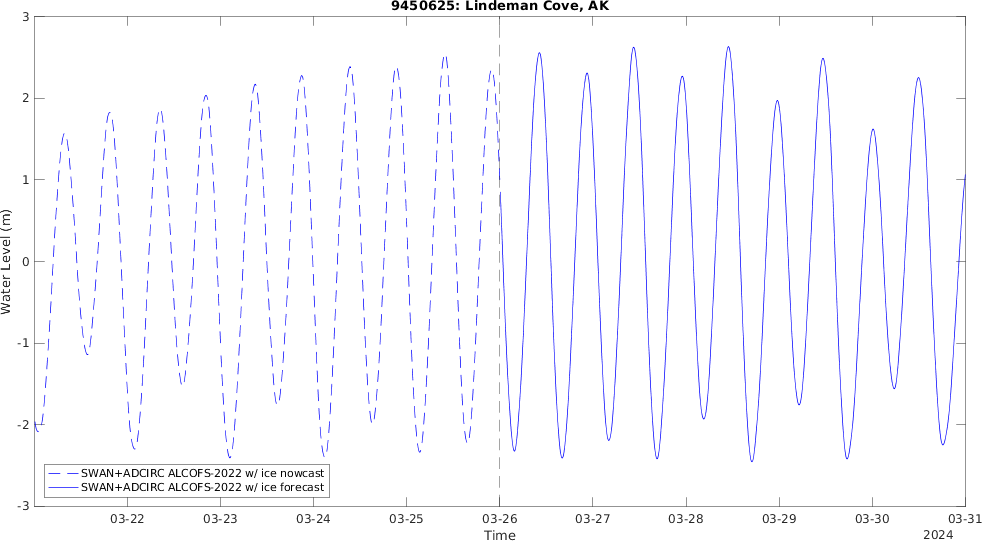 9450625: Lindeman Cove, AK
3
2
1
0
-1
-2
-3
Water Level (m)
SWAN+ADCIRC ALCOFS-2022 w/ ice nowcast
SWAN+ADCIRC ALCOFS-2022 w/ ice forecast
03-22 03-23 03-24 03-25 03-26 03-27 03-28 03-29 03-30 03-31
Time
2024